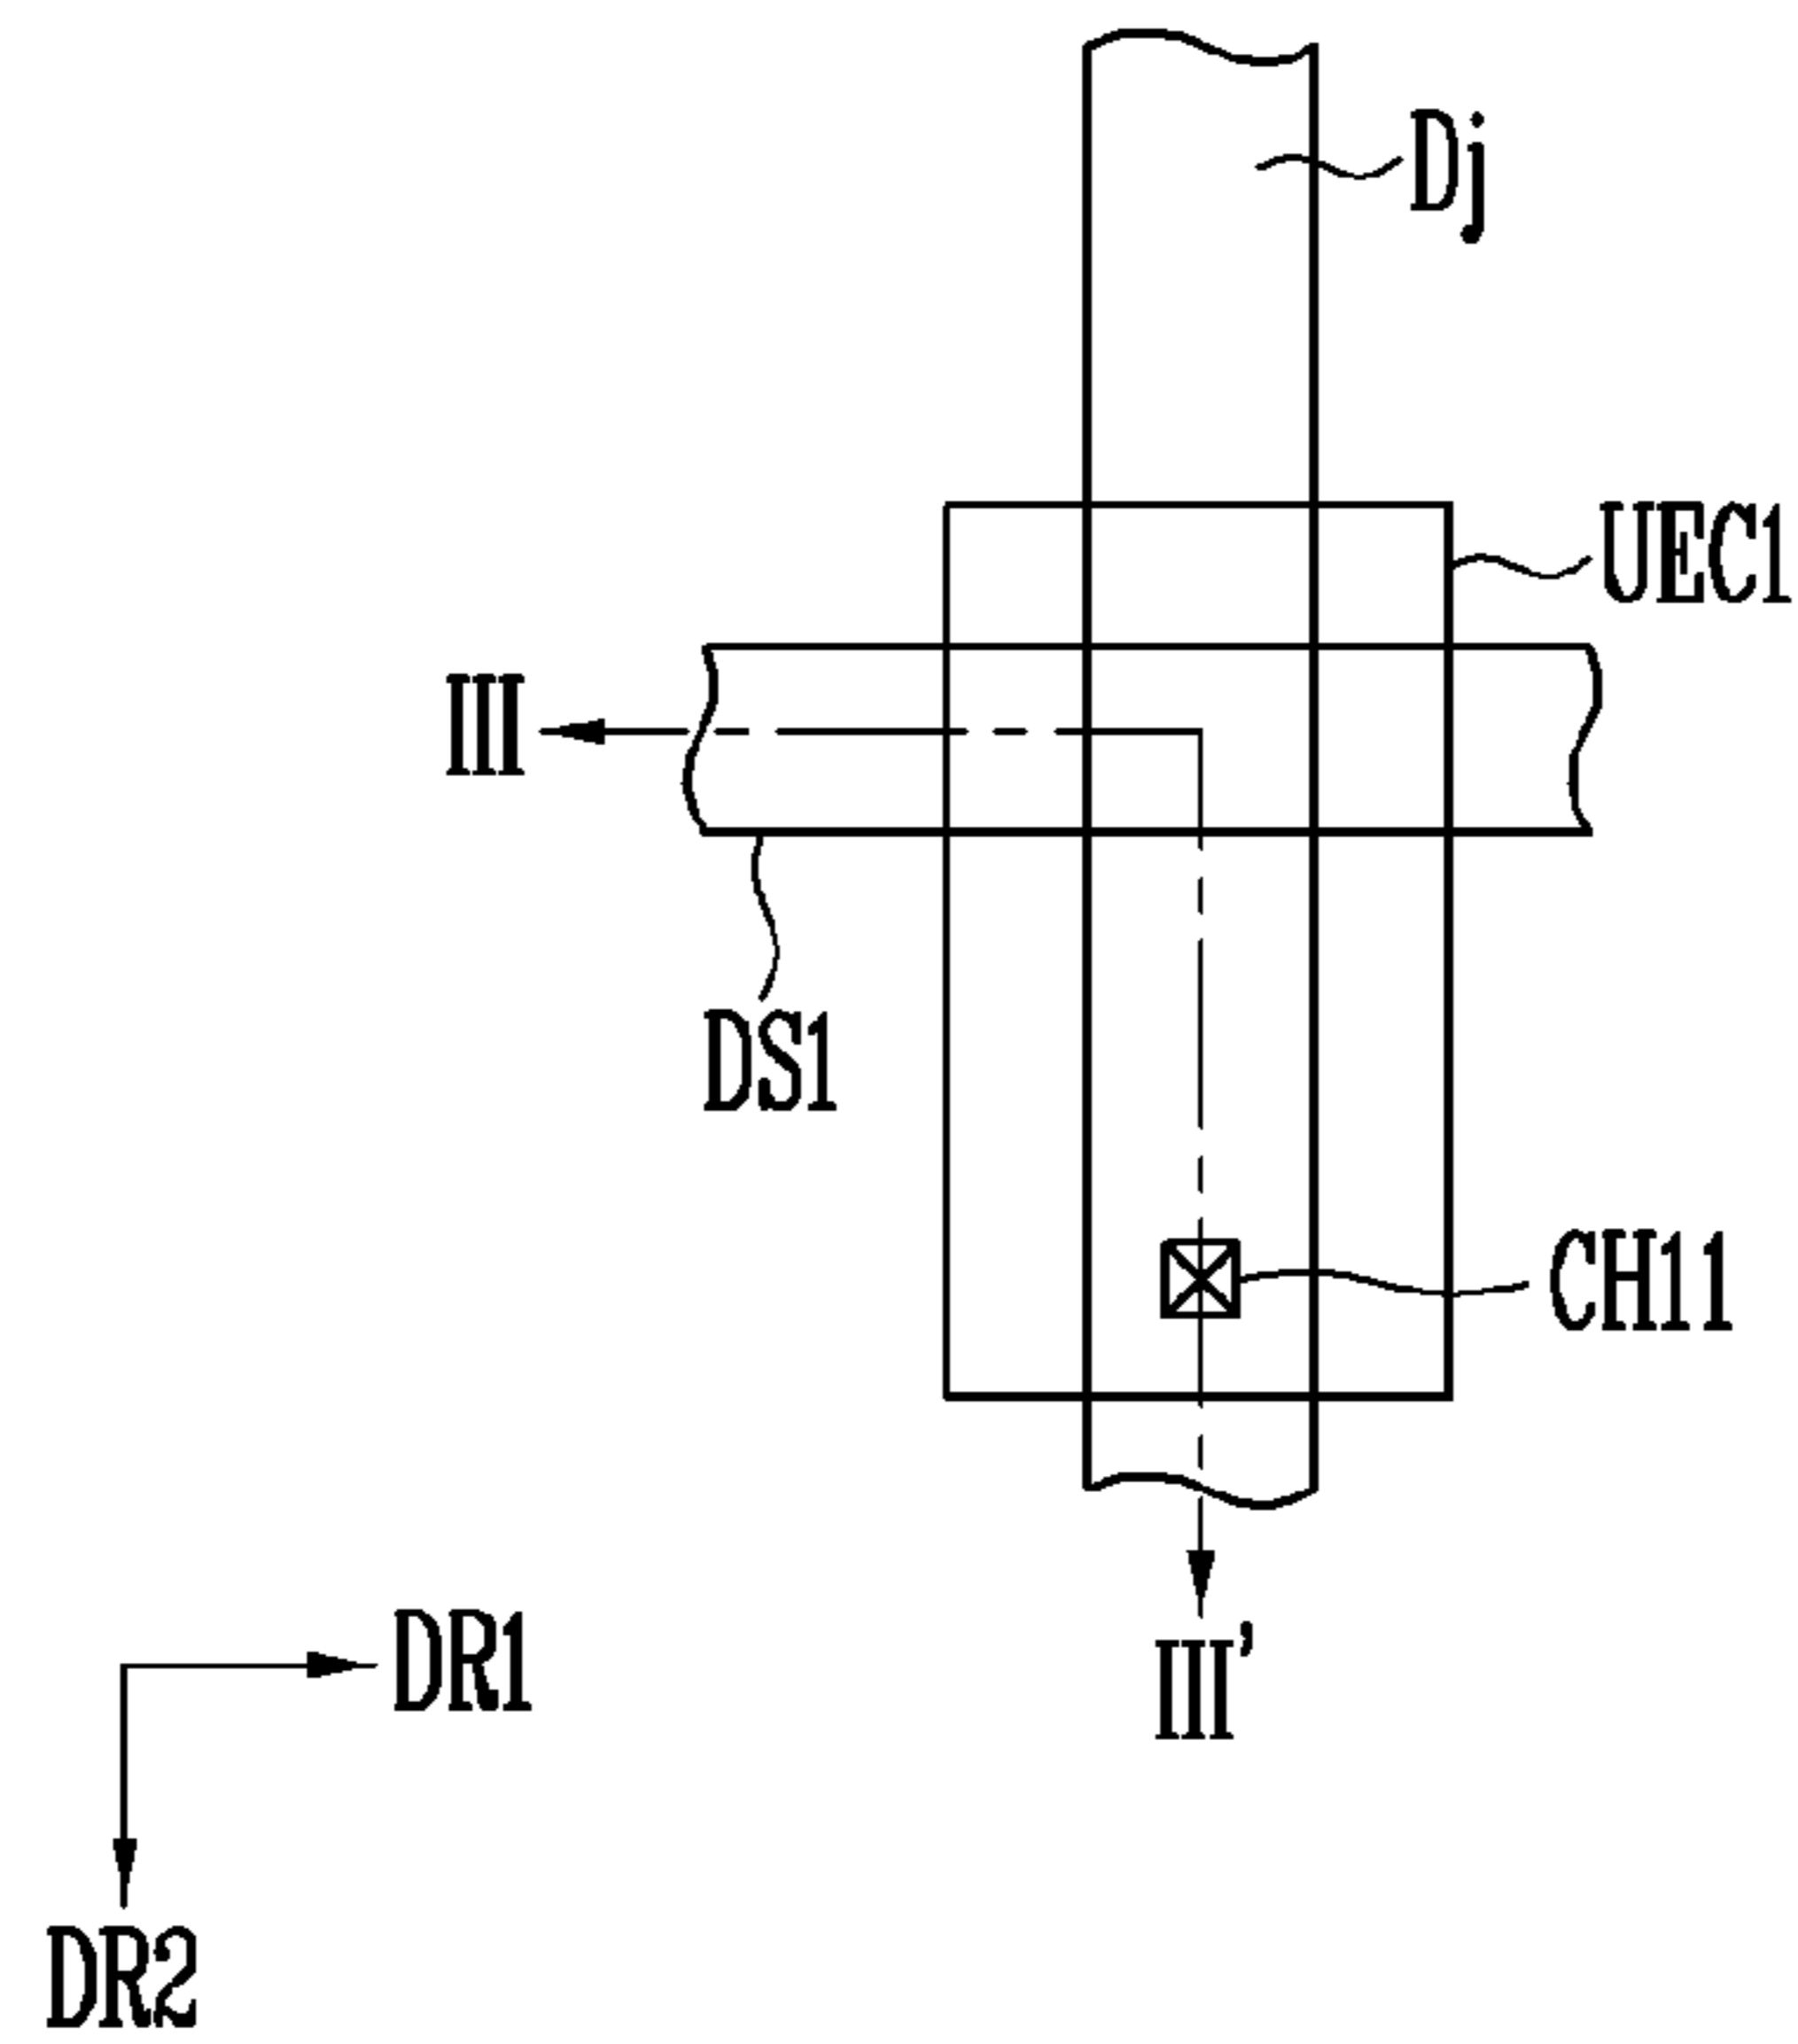 Dj
UEC1
III
DS1
CH11
DR1
III'
DR2